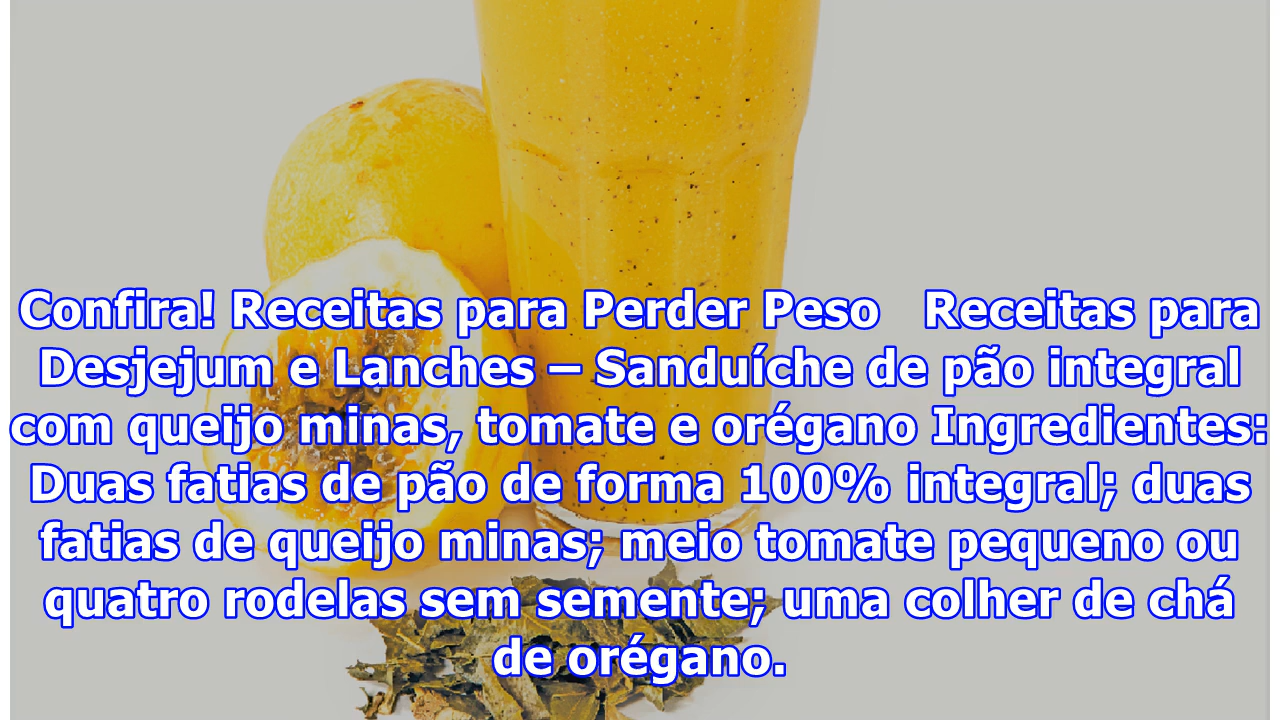 Confira! Receitas para Perder Peso   Receitas para
Desjejum e Lanches – Sanduíche de pão integral
com queijo minas, tomate e orégano Ingredientes:
Duas fatias de pão de forma 100% integral; duas
fatias de queijo minas; meio tomate pequeno ou
quatro rodelas sem semente; uma colher de chá
de orégano.